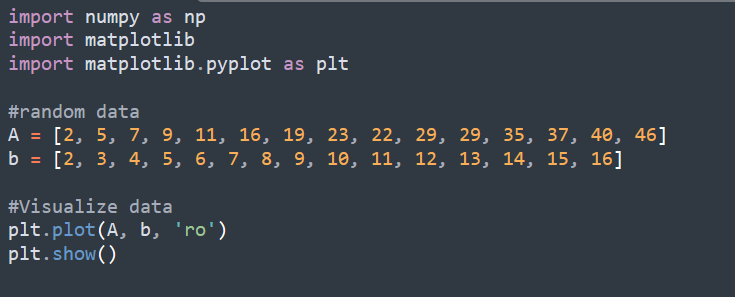 import numpy as np
import matplotlib
import matplotlib.pyplot as plt
#random data
A = [2, 5, 7, 9, 11, 16, 19, 23, 22, 29, 29, 35, 37, 40, 46]
b = [2, 3, 4, 5, 6, 7, 8, 9, 10, 11, 12, 13, 14, 15, 16]
#Visualize data
plt.plot(A, b, 'ro')
plt.show()